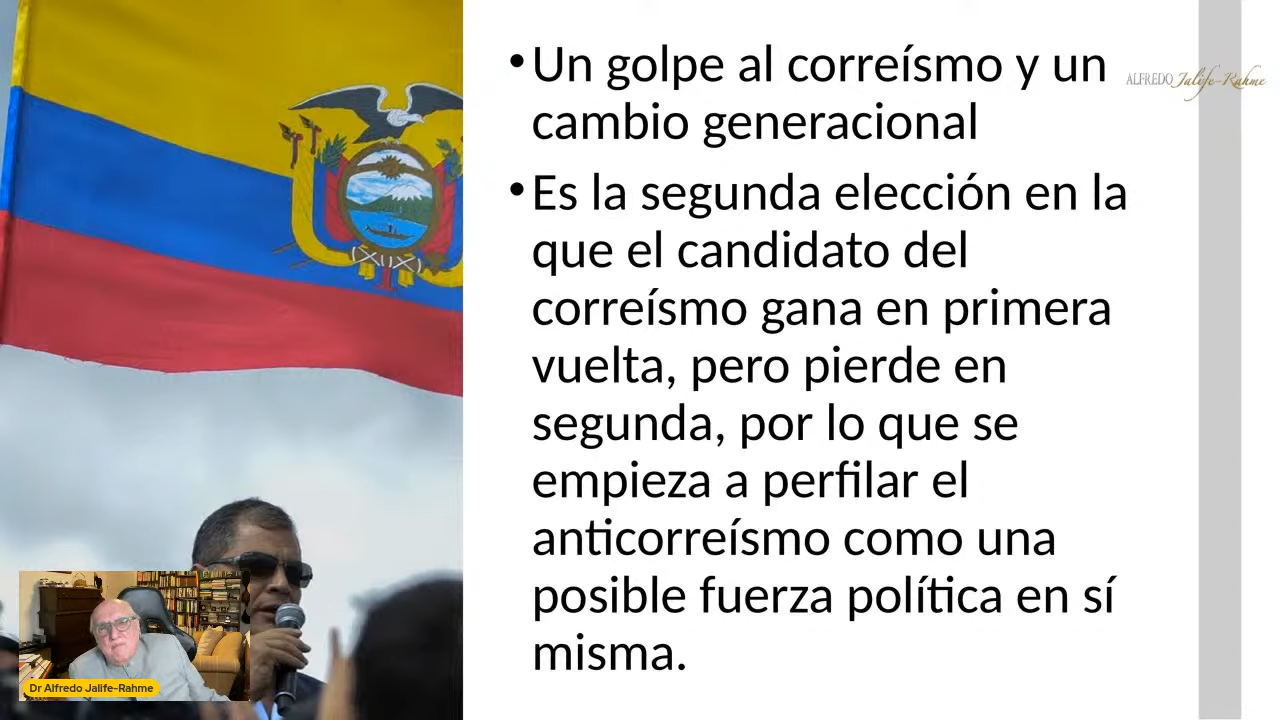 • Un golpe al correísmo y un
cambio generacional
• Es la segunda elección en la
que el candidato del
correísmo gana en primera
vuelta, pero pierde en
segunda, por lo que se
empieza a perfilar el
anticorreísmo como una
posible fuerza política en sí
misma.
ALFREDO Jalife-Rahme
Dr Alfredo Jalife-Rahme